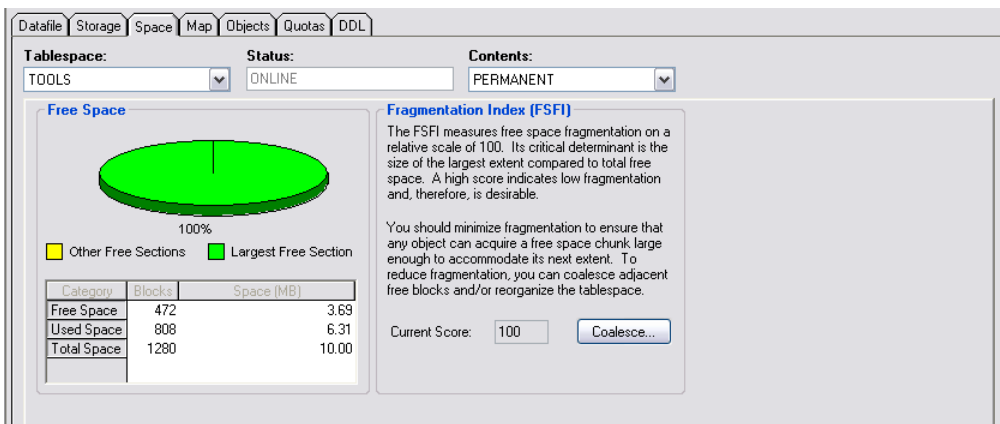 Datafile Storage Space Map Objects Quotas DDL
Tablespace: Status: Contents:
TOOLS ONLINE PERMANENT
Free Space
100%
Other Free Sections Largest Free Section
Category Blocks Space (MB)
Free Space 472 3.69
Used Space 808 6.31
Total Space 1280 10.00
Fragmentation Index (FSFI)
The FSFI measures free space fragmentation on a
relative scale of 100. Its critical determinant is the
size of the largest extent compared to total free
space. A high score indicates low fragmentation
and, therefore, is desirable.
You should minimize fragmentation to ensure that
any object can acquire a free space chunk large
enough to accommodate its next extent. To
reduce fragmentation, you can coalesce adjacent
free blocks and/or reorganize the tablespace.
Current Score: 100 Coalesce...